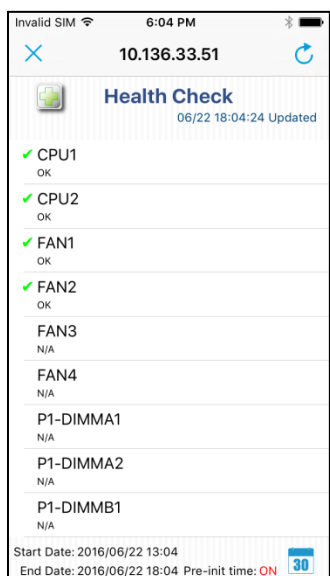 Invalid SIM 6:04 PM
10.136.33.51
Health Check
06/22 18:04:24 Updated
CPU1
OK
CPU2
OK
FAN1
OK
FAN2
OK
FAN3
N/A
FAN4
N/A
P1-DIMMA1
N/A
P1-DIMMA2
N/A
P1-DIMMB1
N/A
Start Date: 2016/06/22 13:04
End Date: 2016/06/22 18:04 Pre-init time: ON
30